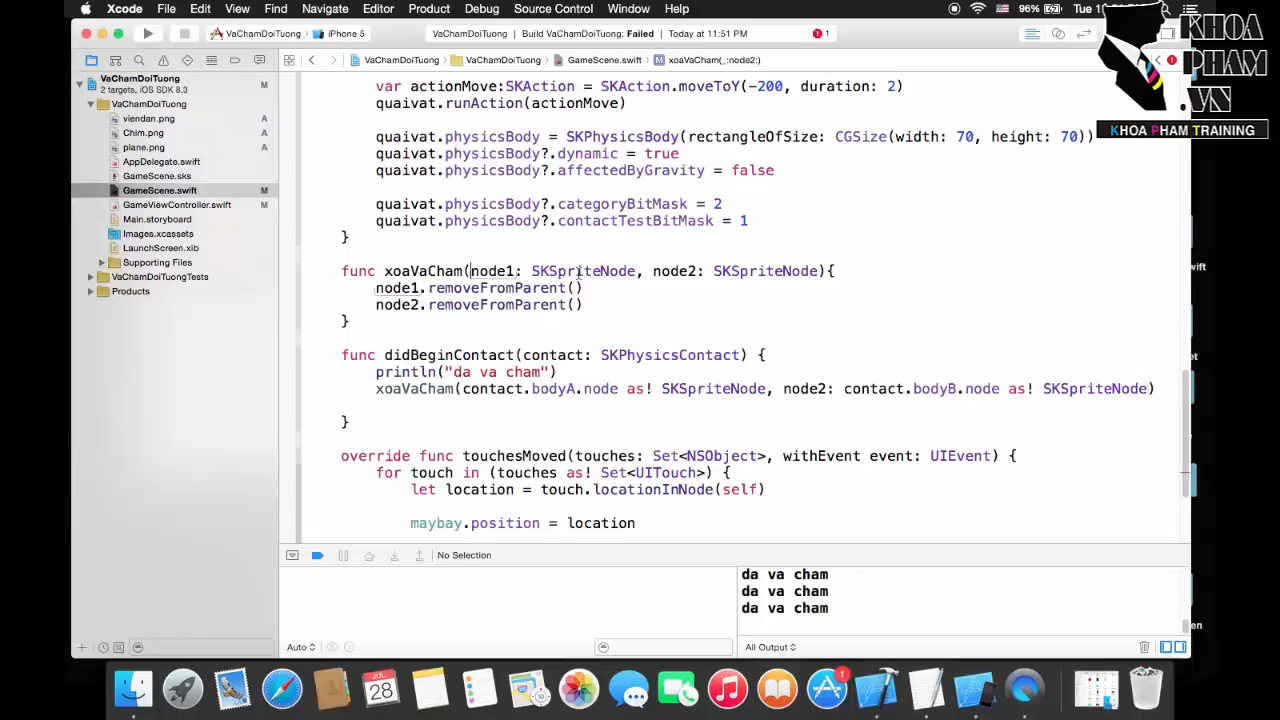 Xcode File Edit View Find Navigate Editor Product Debug Source Control Window Help 96% Tue 1
VaChamDoiTuong iPhone 5 VaChamDoiTuong Build VaChamDoiTuong: Failed Today at 11:51 PM 1
VaChamDoiTuong VaChamDoiTuong GameScene.swift M xoaVaCham(_:node2:)
KHOA
PHAM
.VN
KHOA PHAM TRAINING
VaChamDoiTuong M
2 targets, iOS SDK 8.3
VaChamDoiTuong
viendan.png A
Chim.png A
plane.png A
AppDelegate.swift
GameScene.sks
GameScene.swift M
GameViewController.swift M
Main.storyboard
Images.xcassets
LaunchScreen.xib
Supporting Files
VaChamDoiTuongTests
Products
var actionMove:SKAction = SKAction.moveToY(-200, duration: 2)
quaivat.runAction(actionMove)
quaivat.physicsBody = SKPhysicsBody(rectangleOfSize: CGSize(width: 70, height: 70))
quaivat.physicsBody?.dynamic = true
quaivat.physicsBody?.affectedByGravity = false
quaivat.physicsBody?.categoryBitMask = 2
quaivat.physicsBody?.contactTestBitMask = 1
}
func xoaVaCham(node1: SKSpriteNode, node2: SKSpriteNode){
node1.removeFromParent()
node2.removeFromParent()
}
func didBeginContact(contact: SKPhysicsContact) {
println("da va cham")
xoaVaCham(contact.bodyA.node as! SKSpriteNode, node2: contact.bodyB.node as! SKSpriteNode)
}
override func touchesMoved(touches: Set<NSObject>, withEvent event: UIEvent) {
for touch in (touches as! Set<UITouch>) {
let location = touch.locationInNode(self)
maybay.position = location
No Selection
da va cham
da va cham
da va cham
Auto
All Output
wift
et
en
JUL
28
1